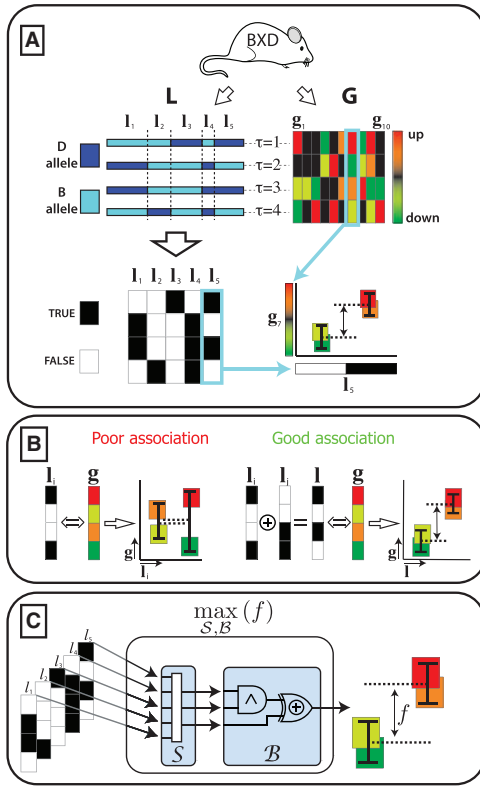 A
BXD
L
G
l₁ l₂ l₃ l₄ l₅
g₁ g₁₀
D allele
B allele
τ=1
τ=2
τ=3
τ=4
up
down
l₁ l₂ l₃ l₄ l₅
TRUE
FALSE
g₇
l₅
B
Poor association
Good association
lᵢ g
g
lᵢ
lᵢ ⊕ lᵢ = l g
g
l
C
max (f)
S,B
l₅
l₄
l₃
l₂
l₁
∧
⊕
S
B
f